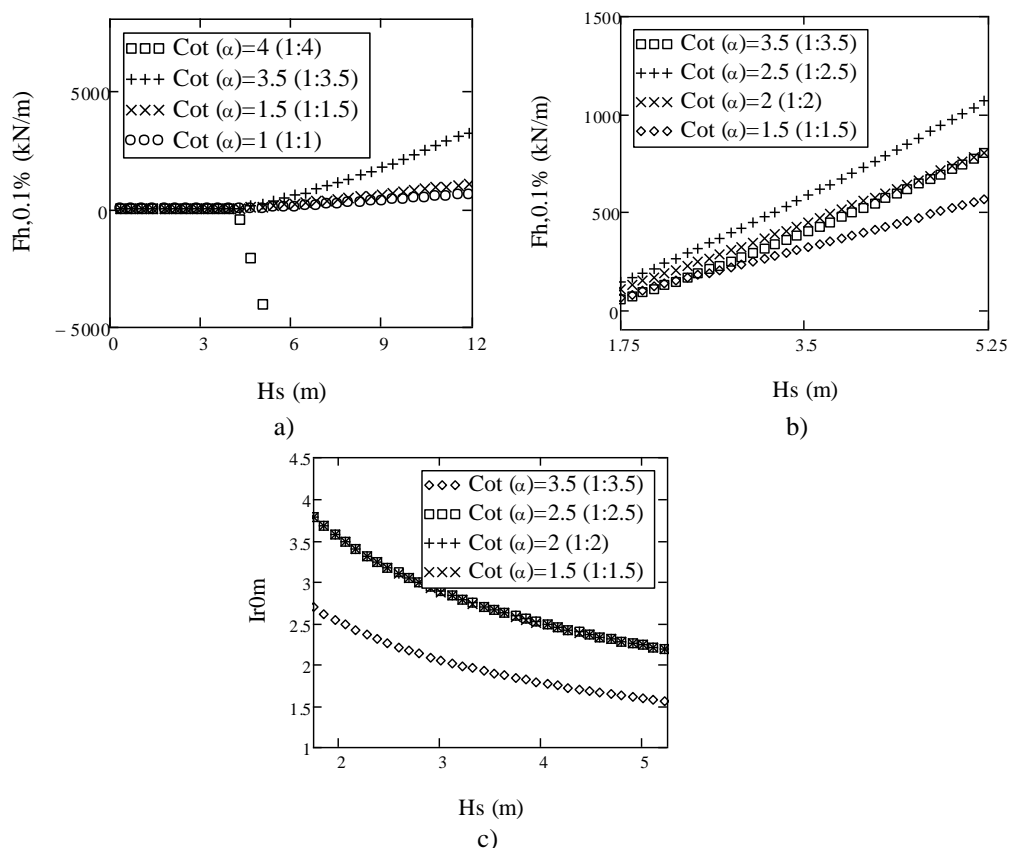 Fh,0.1% (kN/m)
5000
0
− 5000
Cot (α)=4 (1:4)
Cot (α)=3.5 (1:3.5)
Cot (α)=1.5 (1:1.5)
Cot (α)=1 (1:1)
0 3 6 9 12
Hs (m)
a)
Fh,0.1% (kN/m)
1500
1000
500
0
Cot (α)=3.5 (1:3.5)
Cot (α)=2.5 (1:2.5)
Cot (α)=2 (1:2)
Cot (α)=1.5 (1:1.5)
1.75 3.5 5.25
Hs (m)
b)
Ir0m
4.5
4
3.5
3
2.5
2
1.5
1
Cot (α)=3.5 (1:3.5)
Cot (α)=2.5 (1:2.5)
Cot (α)=2 (1:2)
Cot (α)=1.5 (1:1.5)
2 3 4 5
Hs (m)
c)